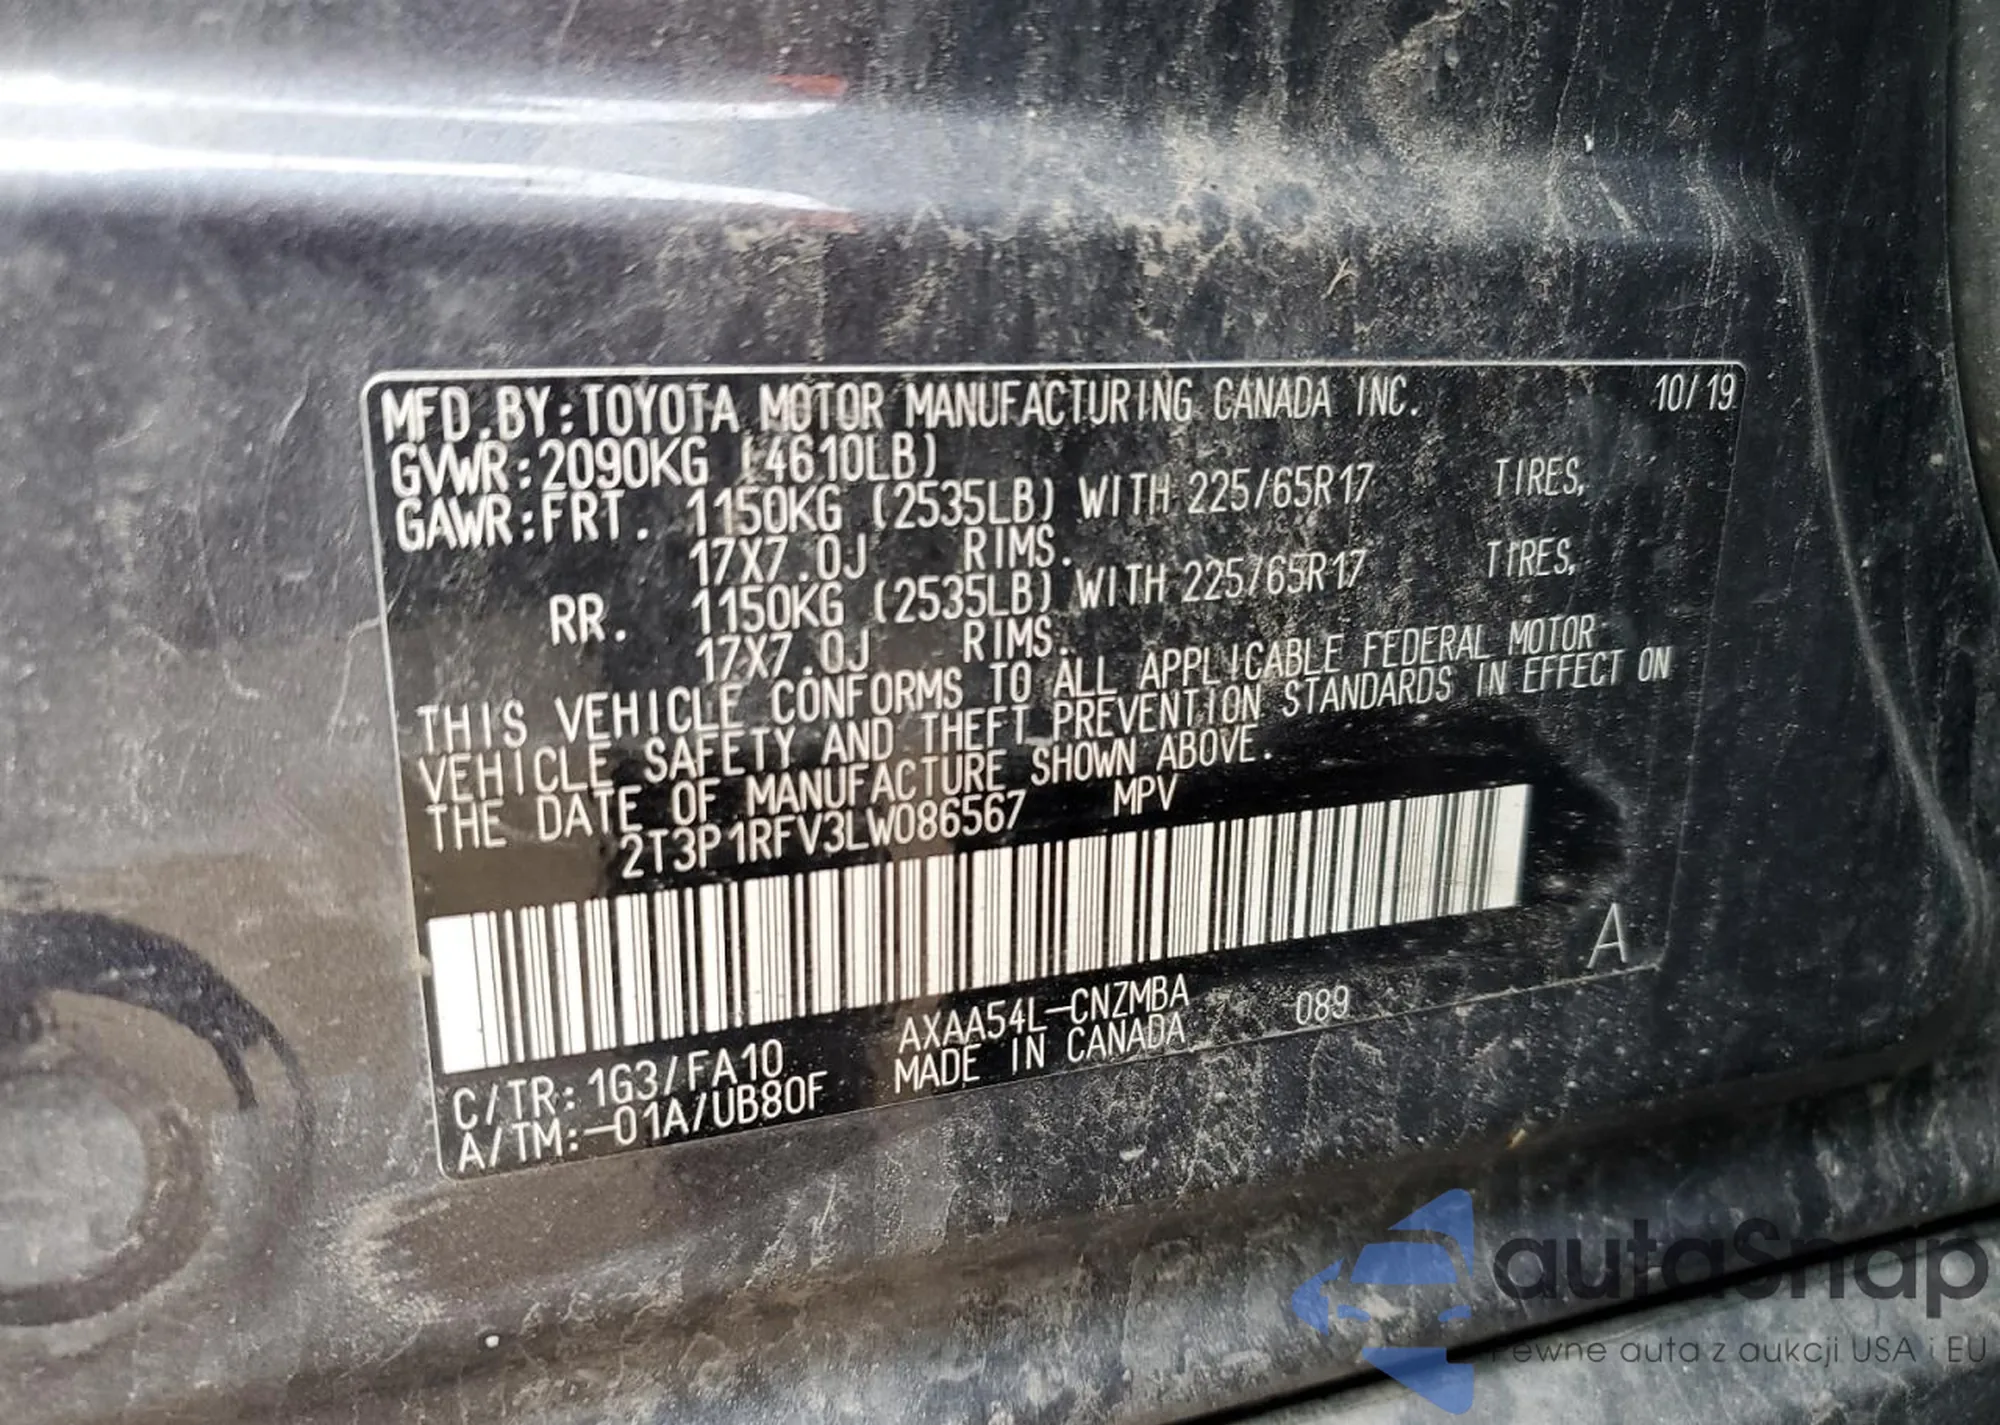 MFD.BY:TOYOTA MOTOR MANUFACTURING CANADA INC. 10/19
GVWR:2090KG (4610LB)
GAWR:FRT. 1150KG (2535LB) WITH 225/65R17 TIRES,
17X7.0J RIMS.
RR. 1150KG (2535LB) WITH 225/65R17 TIRES,
17X7.0J RIMS.
THIS VEHICLE CONFORMS TO ALL APPLICABLE FEDERAL MOTOR
VEHICLE SAFETY AND THEFT PREVENTION STANDARDS IN EFFECT ON
THE DATE OF MANUFACTURE SHOWN ABOVE.
2T3P1RFV3LW086567 MPV
A
C/TR:1G3/FA10 AXAA54L-CNZMBA 089
A/TM:-01A/UB80F MADE IN CANADA
autaSnap
Pewne auta z aukcji USA i EU